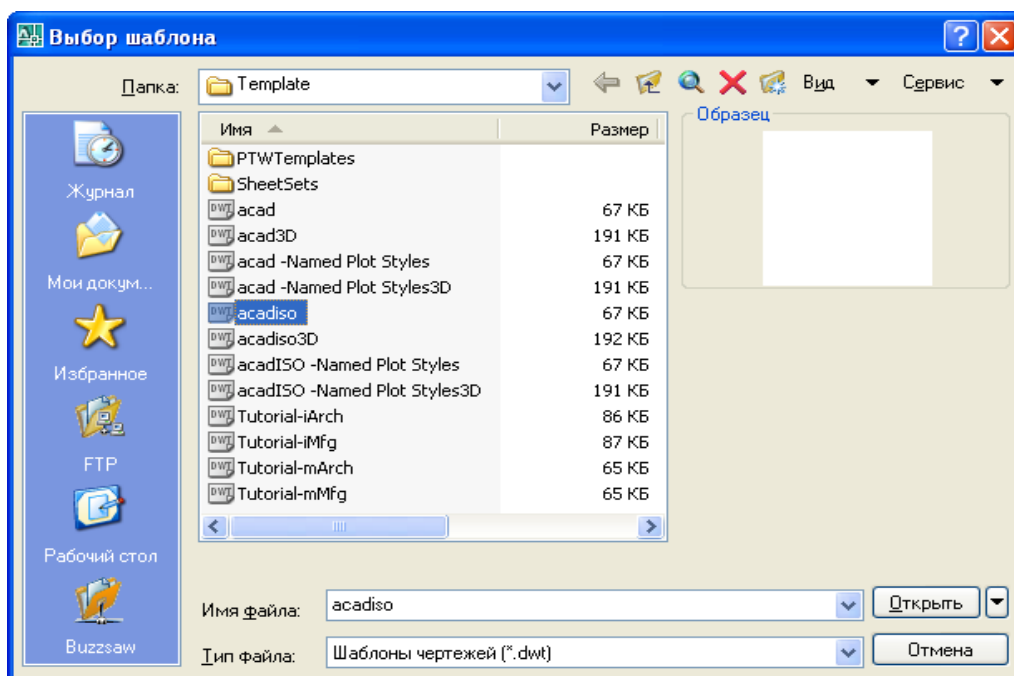 Выбор шаблона
Папка: Template Вид Сервис
Журнал
Мои докум...
Избранное
FTP
Рабочий стол
Buzzsaw
Имя Размер
PTWTemplates
SheetSets
acad 67 КБ
acad3D 191 КБ
acad -Named Plot Styles 67 КБ
acad -Named Plot Styles3D 191 КБ
acadiso 67 КБ
acadiso3D 192 КБ
acadISO -Named Plot Styles 67 КБ
acadISO -Named Plot Styles3D 191 КБ
Tutorial-iArch 86 КБ
Tutorial-iMfg 87 КБ
Tutorial-mArch 65 КБ
Tutorial-mMfg 65 КБ
Образец
Имя файла: acadiso Открыть
Тип файла: Шаблоны чертежей (*.dwt) Отмена